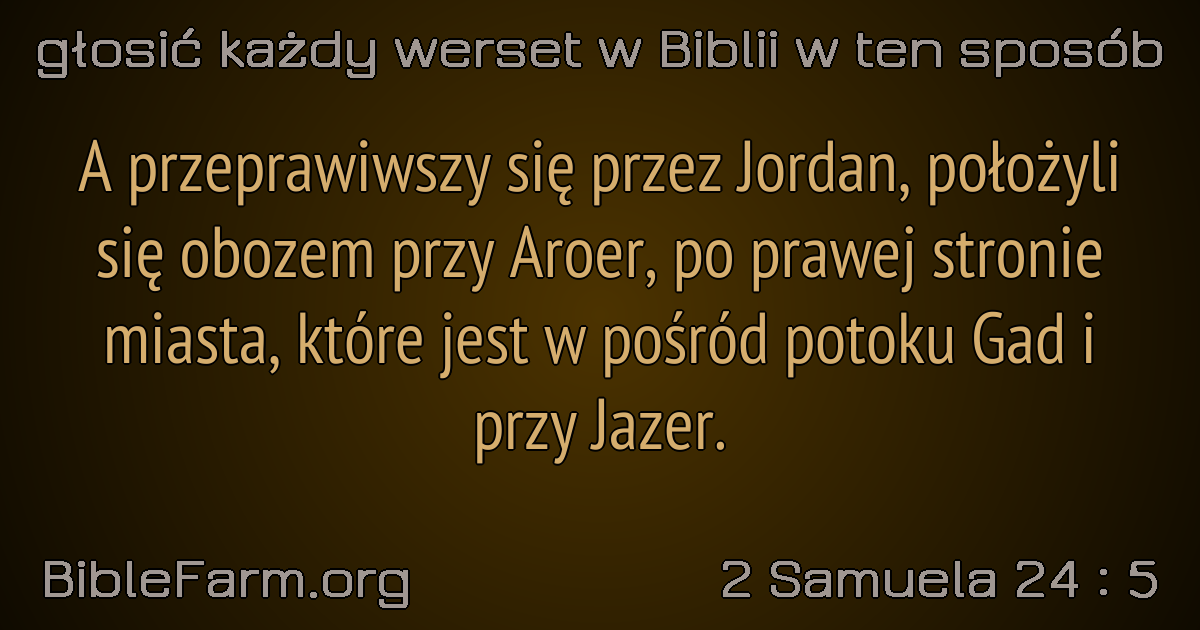 głosić każdy werset w Biblii w ten sposób
A przeprawiwszy się przez Jordan, położyli
się obozem przy Aroer, po prawej stronie
miasta, które jest w pośród potoku Gad i
przy Jazer.
BibleFarm.org
2 Samuela 24 : 5